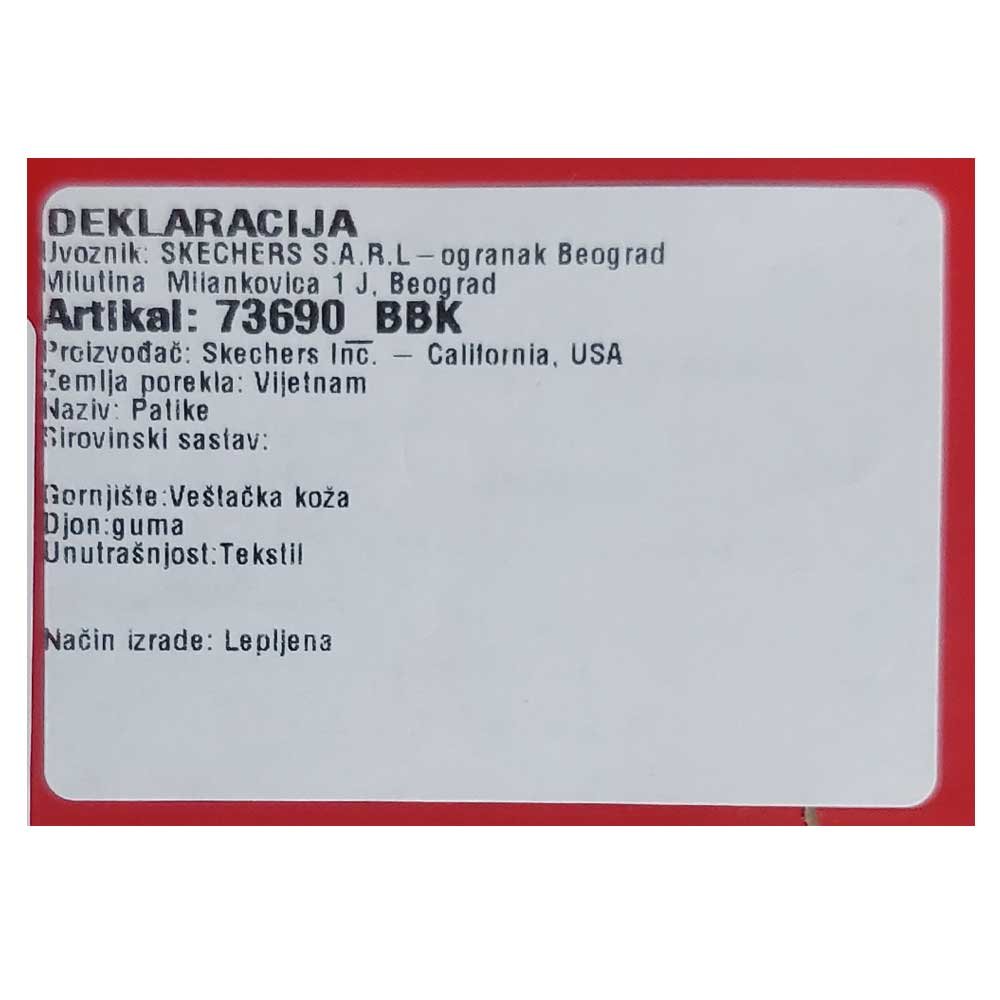 DEKLARACIJA
Uvoznik: SKECHERS S.A.R.L – ogranak Beograd
Milutina Milankovica 1 J, Beograd
Artikal: 73690_BBK
Proizvođač: Skechers Inc. – California, USA
Zemlja porekla: Vijetnam
Naziv: Patike
Sirovinski sastav:
Gornjište:Veštačka koža
Djon:guma
Unutrašnjost:Tekstil
Način izrade: Lepljena